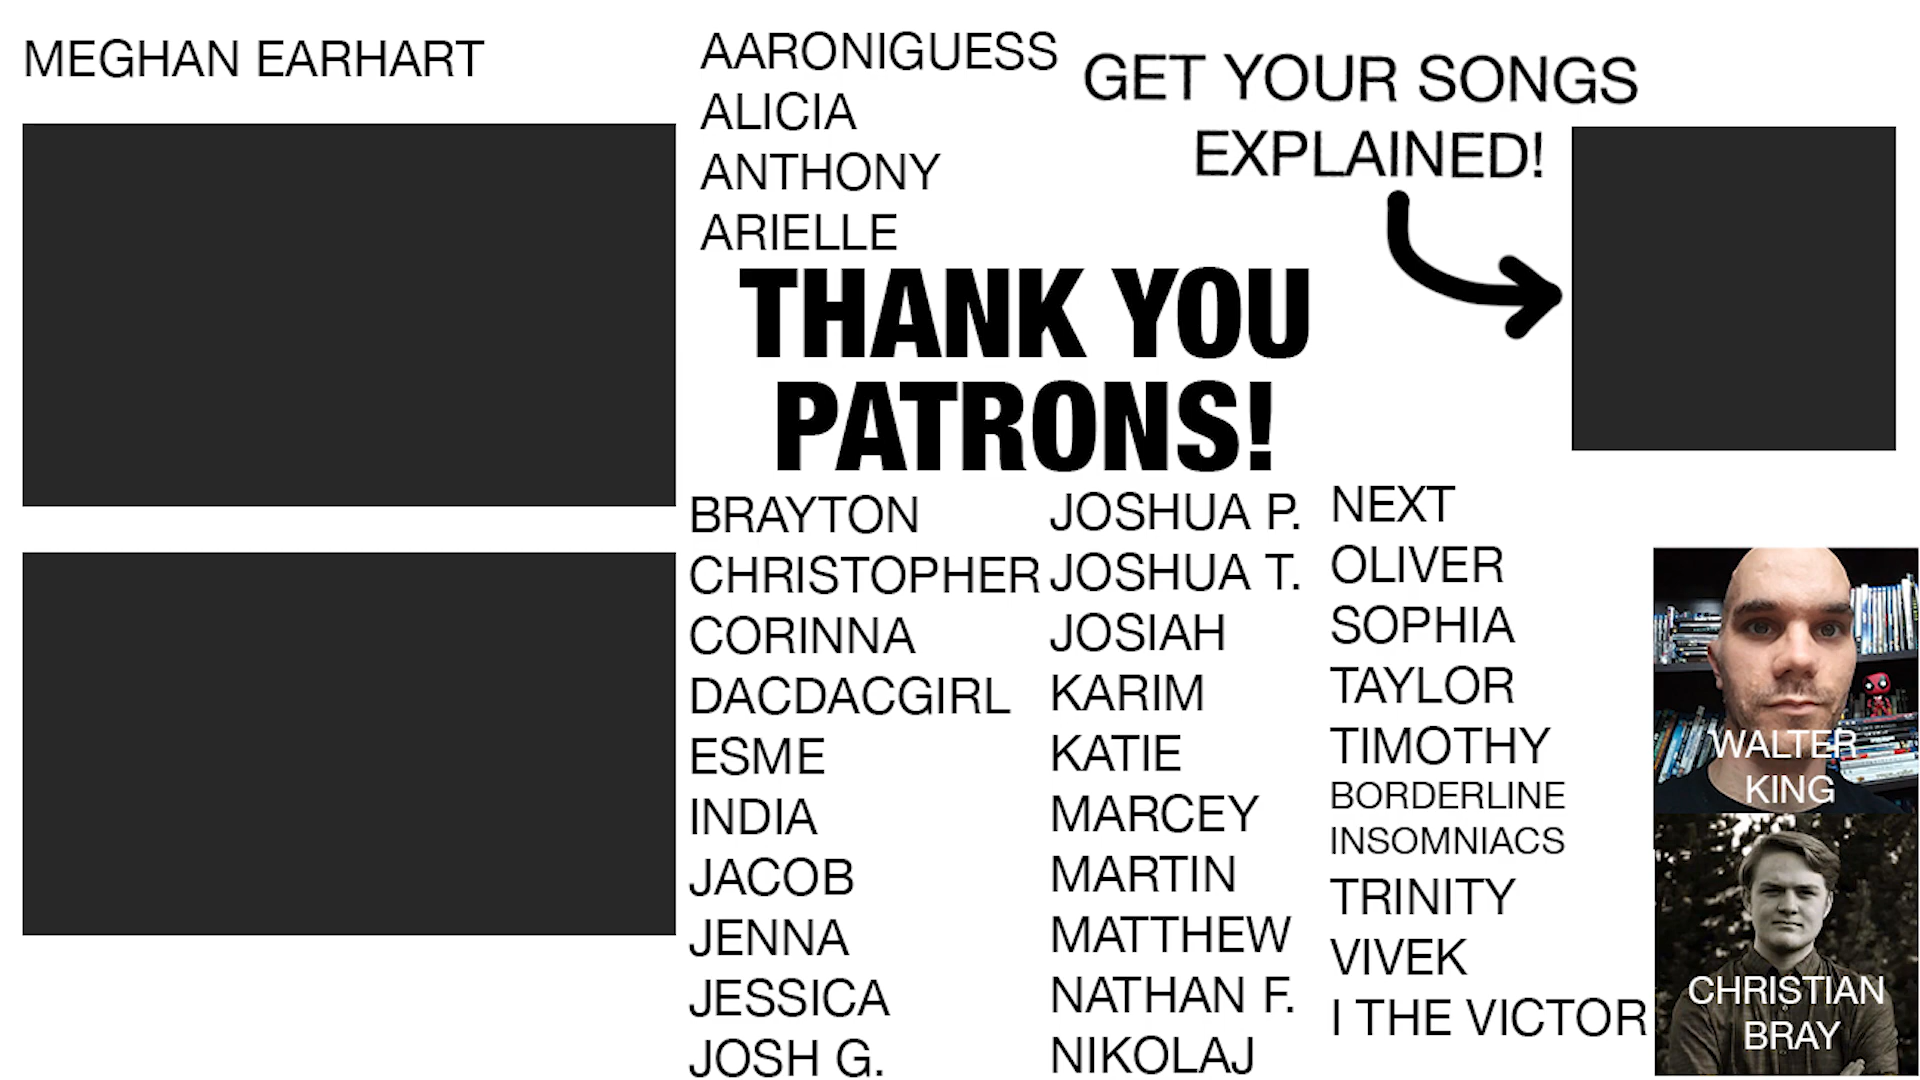 MEGHAN EARHART
AARONIGUESS
ALICIA
ANTHONY
ARIELLE
GET YOUR SONGS
EXPLAINED!
THANK YOU
PATRONS!
BRAYTON
CHRISTOPHER
CORINNA
DACDACGIRL
ESME
INDIA
JACOB
JENNA
JESSICA
JOSH G.
JOSHUA P.
JOSHUA T.
JOSIAH
KARIM
KATIE
MARCEY
MARTIN
MATTHEW
NATHAN F.
NIKOLAJ
NEXT
OLIVER
SOPHIA
TAYLOR
TIMOTHY
BORDERLINE
INSOMNIACS
TRINITY
VIVEK
I THE VICTOR
WALTER
KING
CHRISTIAN
BRAY